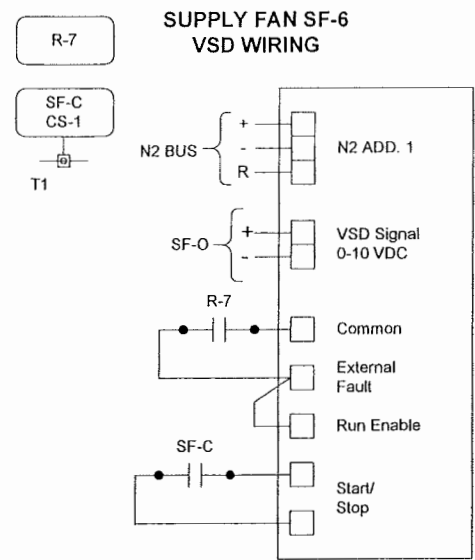 SUPPLY FAN SF-6
VSD WIRING
R-7
SF-C
CS-1
T1
N2 BUS
+
-
R
N2 ADD. 1
SF-O
+
-
VSD Signal
0-10 VDC
R-7
Common
External
Fault
Run Enable
SF-C
Start/
Stop